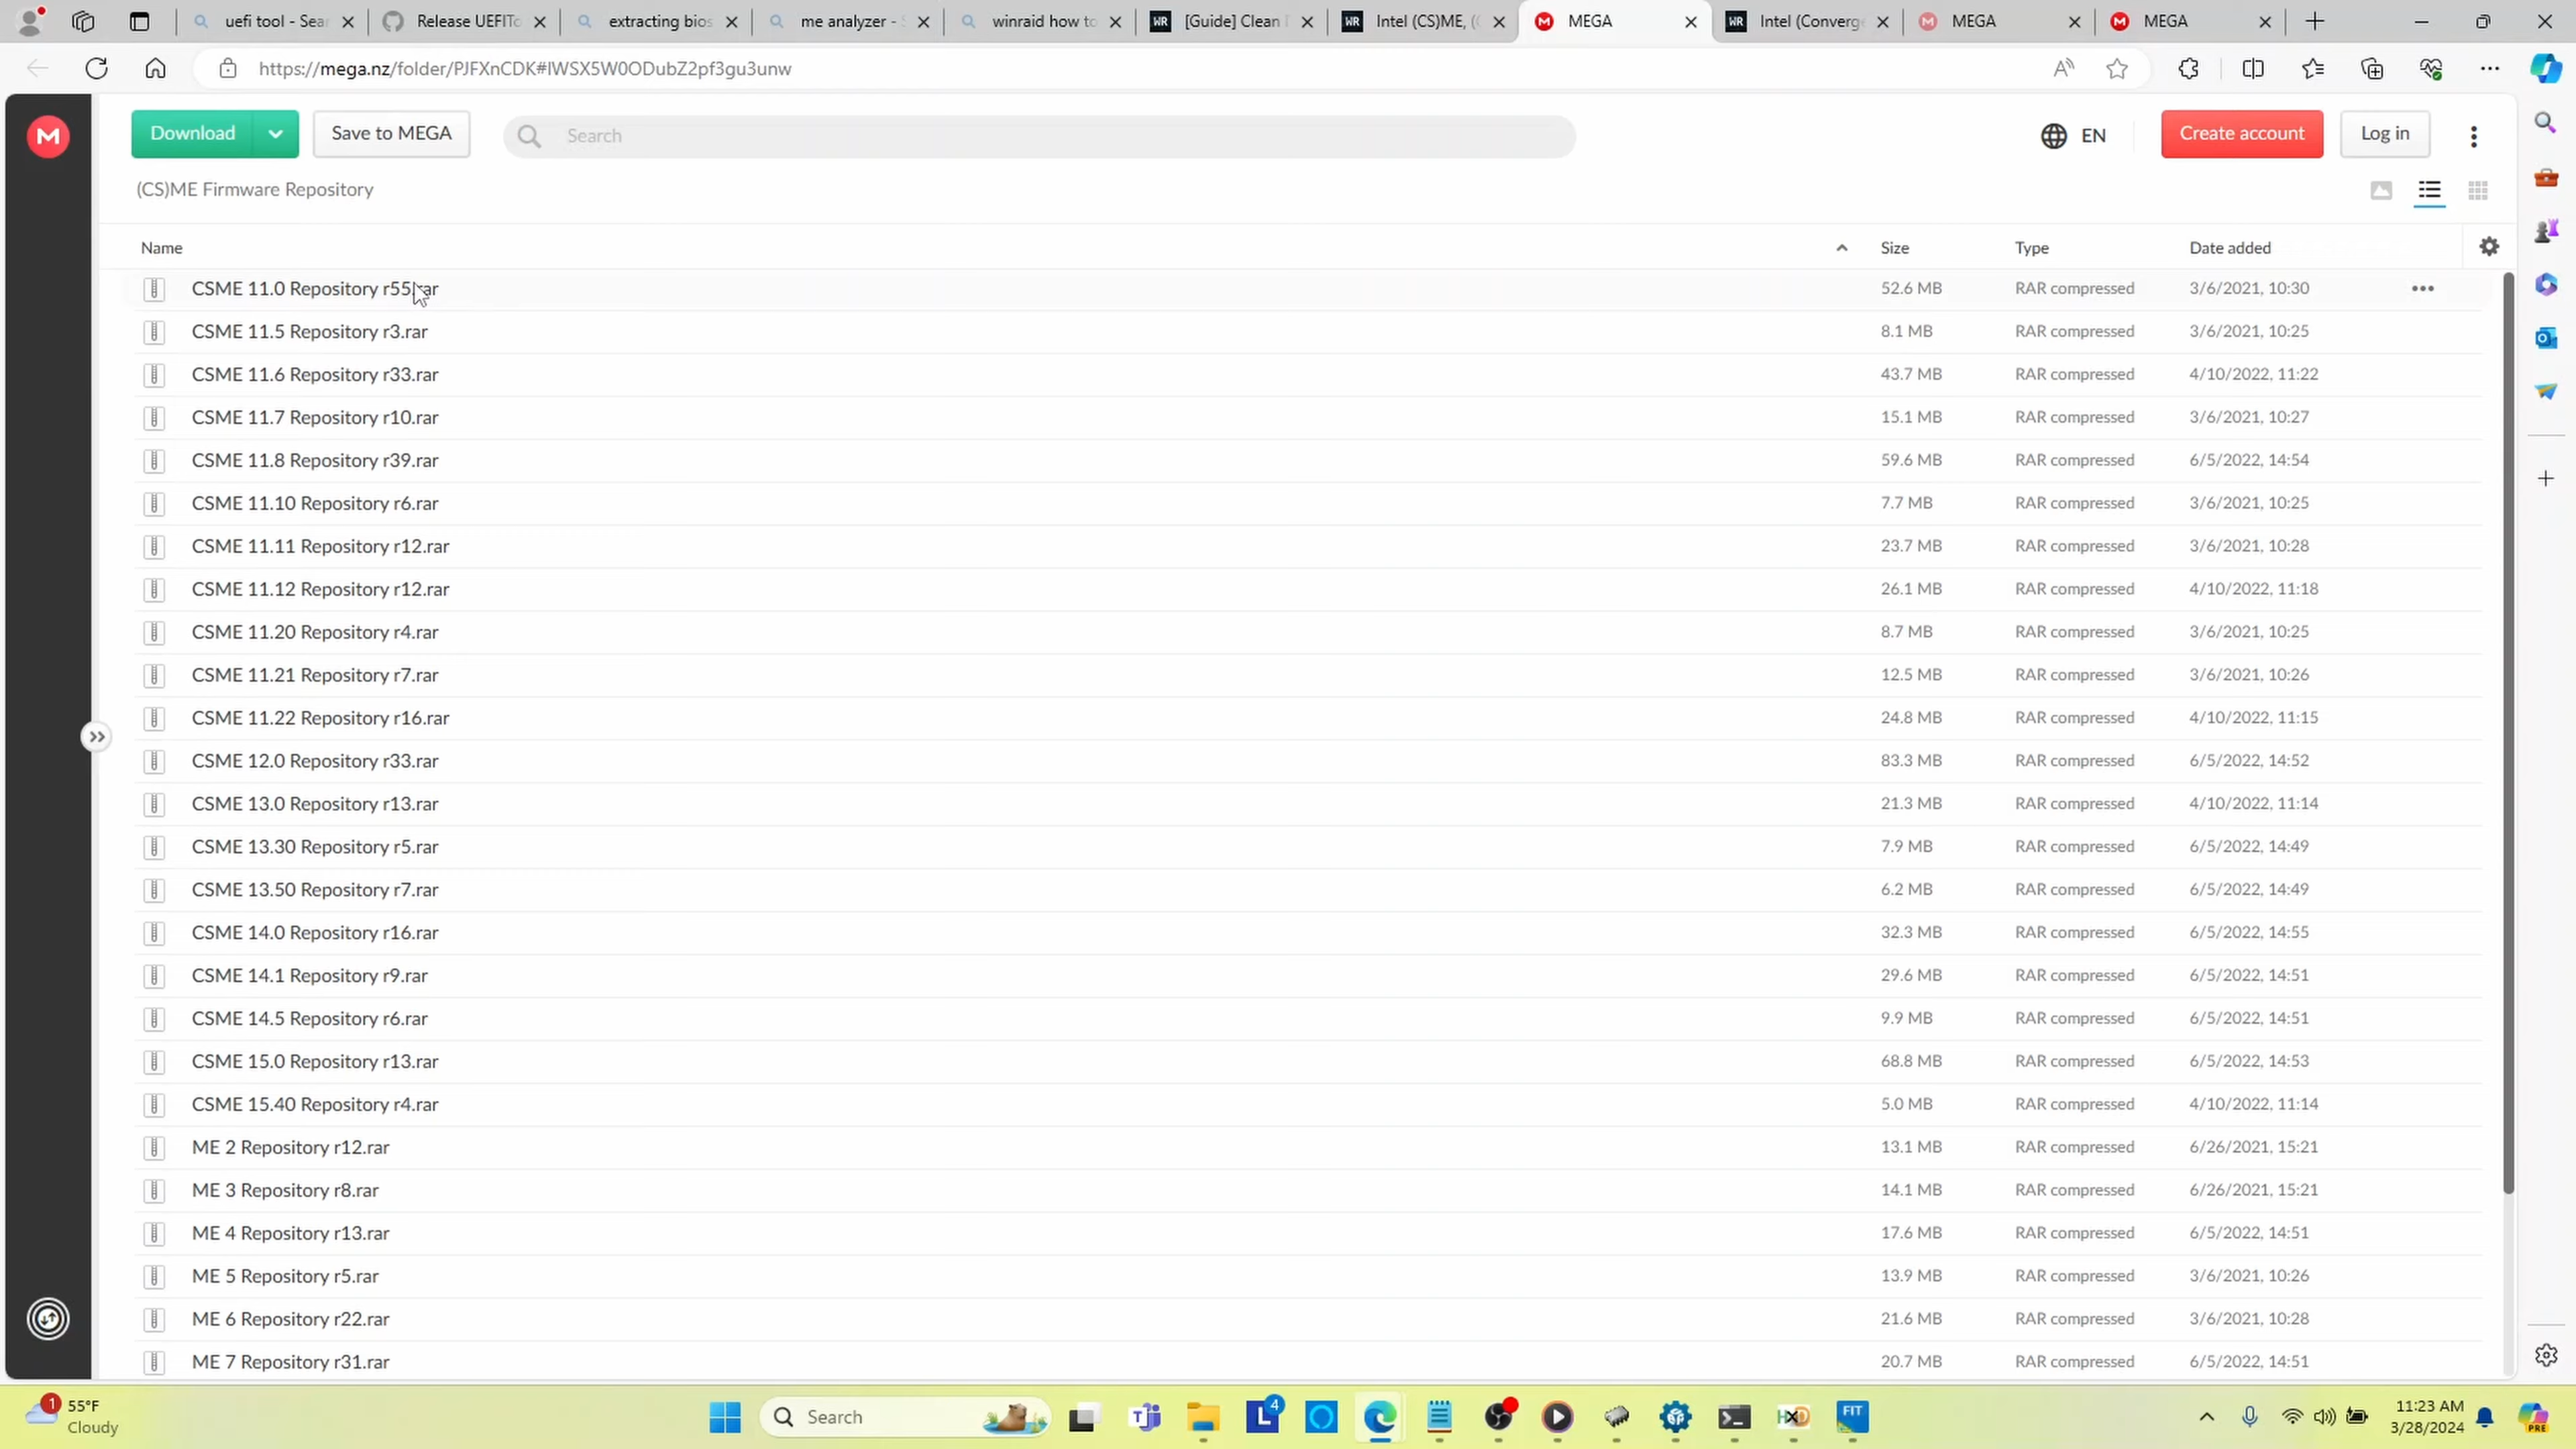 uefi tool - Sear
Release UEFITo
extracting bios
me analyzer - S
winraid how to
WR [Guide] Clean
WR Intel (CS)ME, (
MEGA
WR Intel (Converge
MEGA
MEGA
https://mega.nz/folder/PJFXnCDK#lWSX5W0ODubZ2pf3gu3unw
M
Download
Save to MEGA
Search
EN
Create account
Log in
(CS)ME Firmware Repository
Name Size Type Date added
CSME 11.0 Repository r55.rar 52.6 MB RAR compressed 3/6/2021, 10:30
CSME 11.5 Repository r3.rar 8.1 MB RAR compressed 3/6/2021, 10:25
CSME 11.6 Repository r33.rar 43.7 MB RAR compressed 4/10/2022, 11:22
CSME 11.7 Repository r10.rar 15.1 MB RAR compressed 3/6/2021, 10:27
CSME 11.8 Repository r39.rar 59.6 MB RAR compressed 6/5/2022, 14:54
CSME 11.10 Repository r6.rar 7.7 MB RAR compressed 3/6/2021, 10:25
CSME 11.11 Repository r12.rar 23.7 MB RAR compressed 3/6/2021, 10:28
CSME 11.12 Repository r12.rar 26.1 MB RAR compressed 4/10/2022, 11:18
CSME 11.20 Repository r4.rar 8.7 MB RAR compressed 3/6/2021, 10:25
CSME 11.21 Repository r7.rar 12.5 MB RAR compressed 3/6/2021, 10:26
CSME 11.22 Repository r16.rar 24.8 MB RAR compressed 4/10/2022, 11:15
CSME 12.0 Repository r33.rar 83.3 MB RAR compressed 6/5/2022, 14:52
CSME 13.0 Repository r13.rar 21.3 MB RAR compressed 4/10/2022, 11:14
CSME 13.30 Repository r5.rar 7.9 MB RAR compressed 6/5/2022, 14:49
CSME 13.50 Repository r7.rar 6.2 MB RAR compressed 6/5/2022, 14:49
CSME 14.0 Repository r16.rar 32.3 MB RAR compressed 6/5/2022, 14:55
CSME 14.1 Repository r9.rar 29.6 MB RAR compressed 6/5/2022, 14:51
CSME 14.5 Repository r6.rar 9.9 MB RAR compressed 6/5/2022, 14:51
CSME 15.0 Repository r13.rar 68.8 MB RAR compressed 6/5/2022, 14:53
CSME 15.40 Repository r4.rar 5.0 MB RAR compressed 4/10/2022, 11:14
ME 2 Repository r12.rar 13.1 MB RAR compressed 6/26/2021, 15:21
ME 3 Repository r8.rar 14.1 MB RAR compressed 6/26/2021, 15:21
ME 4 Repository r13.rar 17.6 MB RAR compressed 6/5/2022, 14:51
ME 5 Repository r5.rar 13.9 MB RAR compressed 3/6/2021, 10:26
ME 6 Repository r22.rar 21.6 MB RAR compressed 3/6/2021, 10:28
ME 7 Repository r31.rar 20.7 MB RAR compressed 6/5/2022, 14:51
1
55°F
Cloudy
Search
L 4
FIT
11:23 AM
3/28/2024
PRE